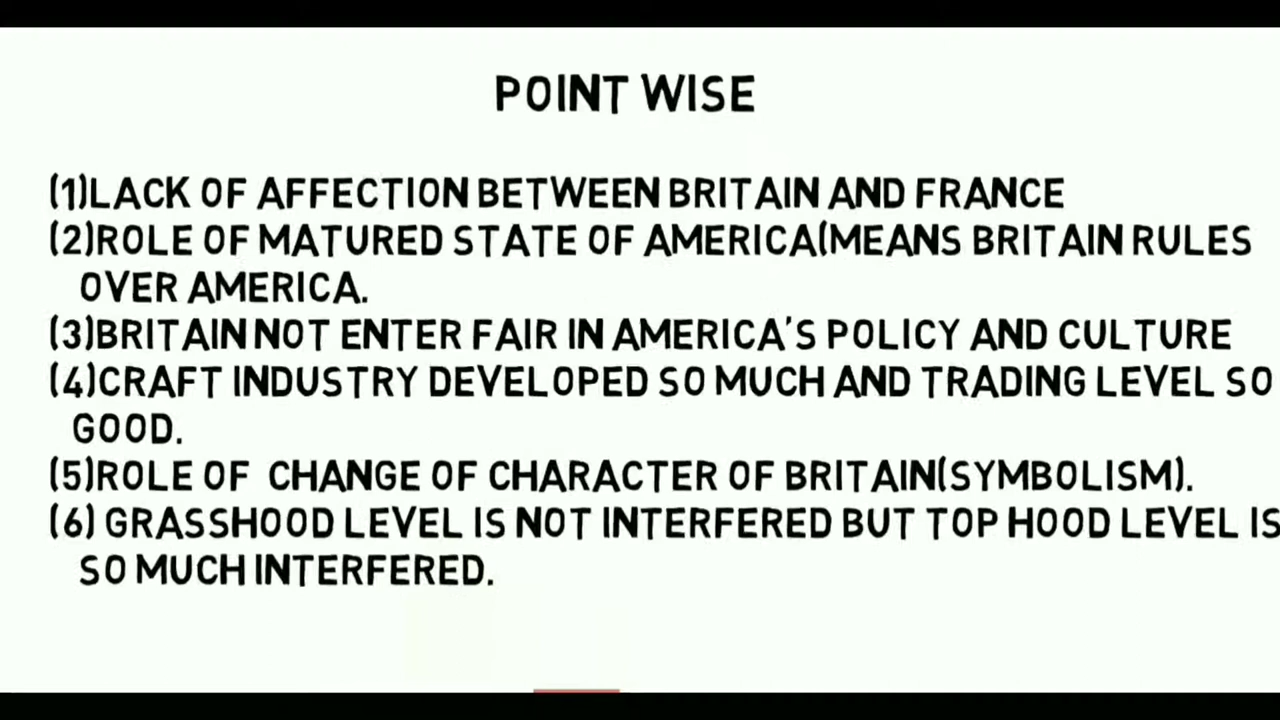 POINT WISE
(1)LACK OF AFFECTION BETWEEN BRITAIN AND FRANCE
(2)ROLE OF MATURED STATE OF AMERICA(MEANS BRITAIN RULES
OVER AMERICA.
(3)BRITAIN NOT ENTER FAIR IN AMERICA'S POLICY AND CULTURE
(4)CRAFT INDUSTRY DEVELOPED SO MUCH AND TRADING LEVEL SO
GOOD.
(5)ROLE OF CHANGE OF CHARACTER OF BRITAIN(SYMBOLISM).
(6) GRASSHOOD LEVEL IS NOT INTERFERED BUT TOP HOOD LEVEL IS
SO MUCH INTERFERED.